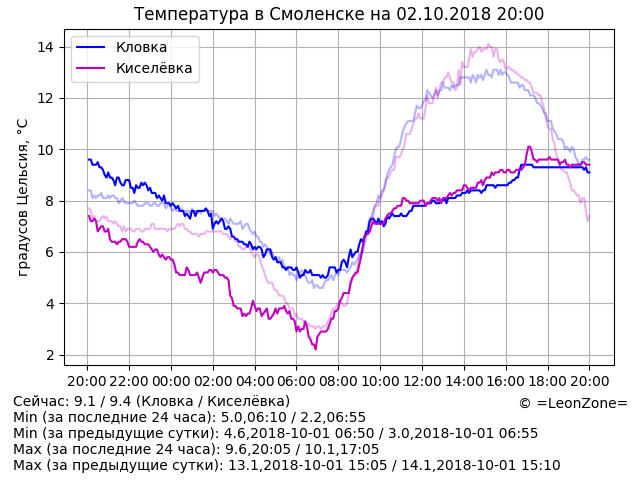 Температура в Смоленске на 02.10.2018 20:00
Кловка
Киселёвка
градусов Цельсия, °C
14
12
10
8
6
4
2
20:00 22:00 00:00 02:00 04:00 06:00 08:00 10:00 12:00 14:00 16:00 18:00 20:00
Сейчас: 9.1 / 9.4 (Кловка / Киселёвка)
© =LeonZone=
Min (за последние 24 часа): 5.0,06:10 / 2.2,06:55
Min (за предыдущие сутки): 4.6,2018-10-01 06:50 / 3.0,2018-10-01 06:55
Max (за последние 24 часа): 9.6,20:05 / 10.1,17:05
Max (за предыдущие сутки): 13.1,2018-10-01 15:05 / 14.1,2018-10-01 15:10